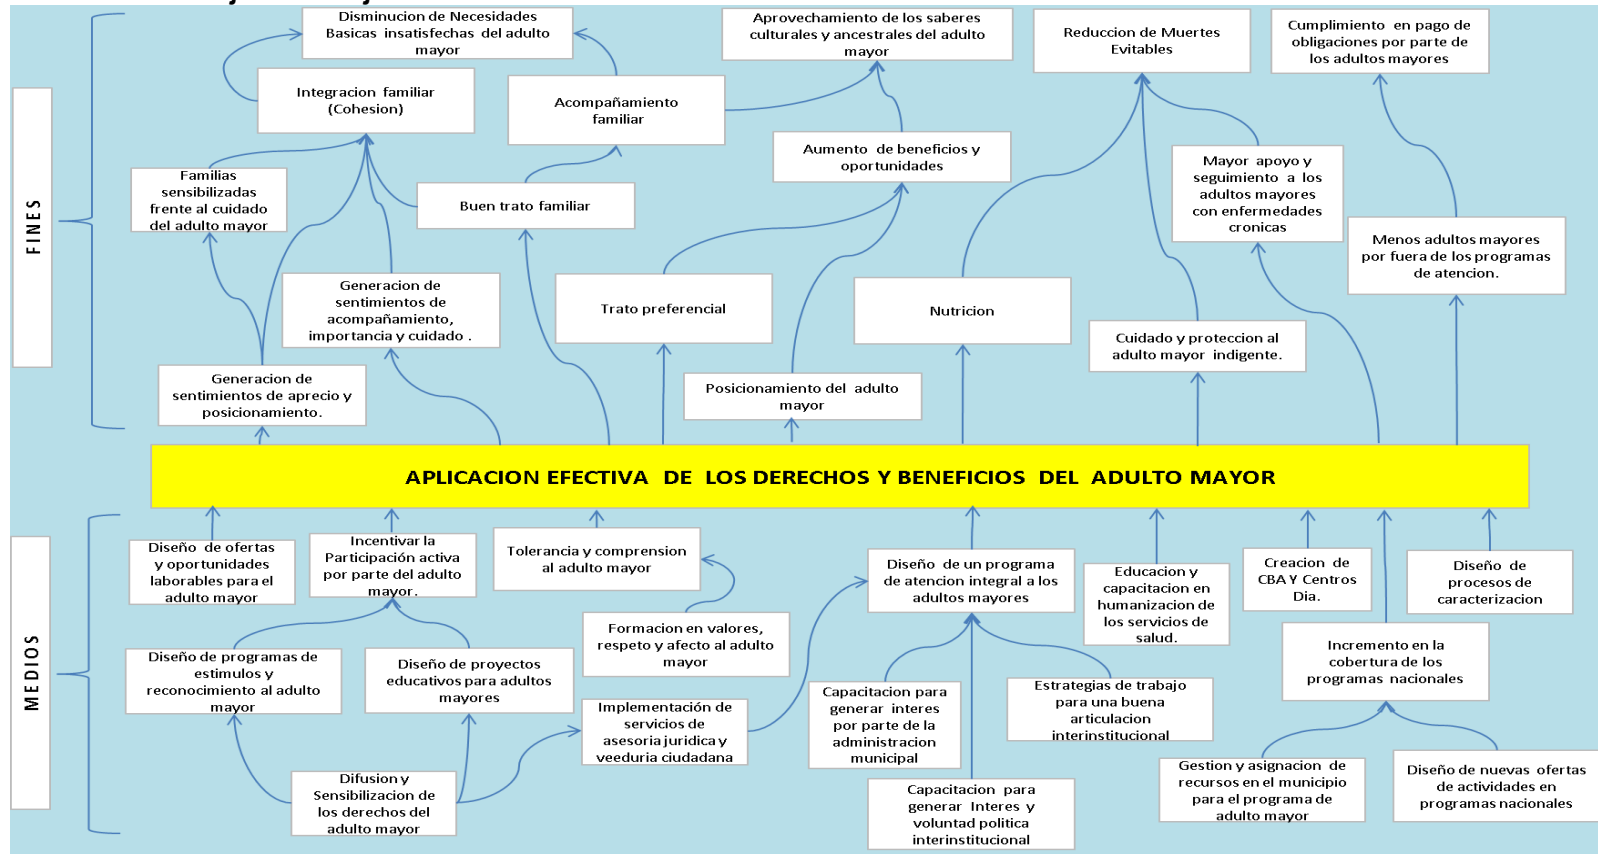 Disminucion de Necesidades
Basicas insatisfechas del adulto
mayor
Aprovechamiento de los saberes
culturales y ancestrales del adulto
mayor
Reduccion de Muertes
Evitables
Cumplimiento en pago de
obligaciones por parte de
los adultos mayores
Integracion familiar
(Cohesion)
Acompañamiento
familiar
Aumento de beneficios y
oportunidades
Mayor apoyo y
seguimiento a los
adultos mayores
con enfermedades
cronicas
Familias
sensibilizadas
frente al cuidado
del adulto mayor
Buen trato familiar
FINES
Menos adultos mayores
por fuera de los programas
de atencion.
Generacion de
sentimientos de
acompañamiento,
importancia y cuidado .
Trato preferencial
Nutricion
Cuidado y proteccion al
adulto mayor indigente.
Generacion de
sentimientos de aprecio y
posicionamiento.
Posicionamiento del adulto
mayor
APLICACION EFECTIVA DE LOS DERECHOS Y BENEFICIOS DEL ADULTO MAYOR
Diseño de ofertas
y oportunidades
laborables para el
adulto mayor
Incentivar la
Participación activa
por parte del adulto
mayor.
Tolerancia y comprension
al adulto mayor
Diseño de un programa
de atencion integral a los
adultos mayores
Educacion y
capacitacion en
humanizacion de
los servicios de
salud.
Creacion de
CBA Y Centros
Dia.
Diseño de
procesos de
caracterizacion
Formacion en valores,
respeto y afecto al adulto
mayor
MEDIOS
Diseño de programas de
estimulos y
reconocimiento al adulto
mayor
Diseño de proyectos
educativos para adultos
mayores
Incremento en la
cobertura de los
programas nacionales
Implementación de
servicios de
asesoria juridica y
veeduria ciudadana
Capacitacion para
generar interes
por parte de la
administracion
municipal
Estrategias de trabajo
para una buena
articulacion
interinstitucional
Difusion y
Sensibilizacion de
los derechos del
adulto mayor
Capacitacion para
generar Interes y
voluntad politica
interinstitucional
Gestion y asignacion de
recursos en el municipio
para el programa de
adulto mayor
Diseño de nuevas ofertas
de actividades en
programas nacionales